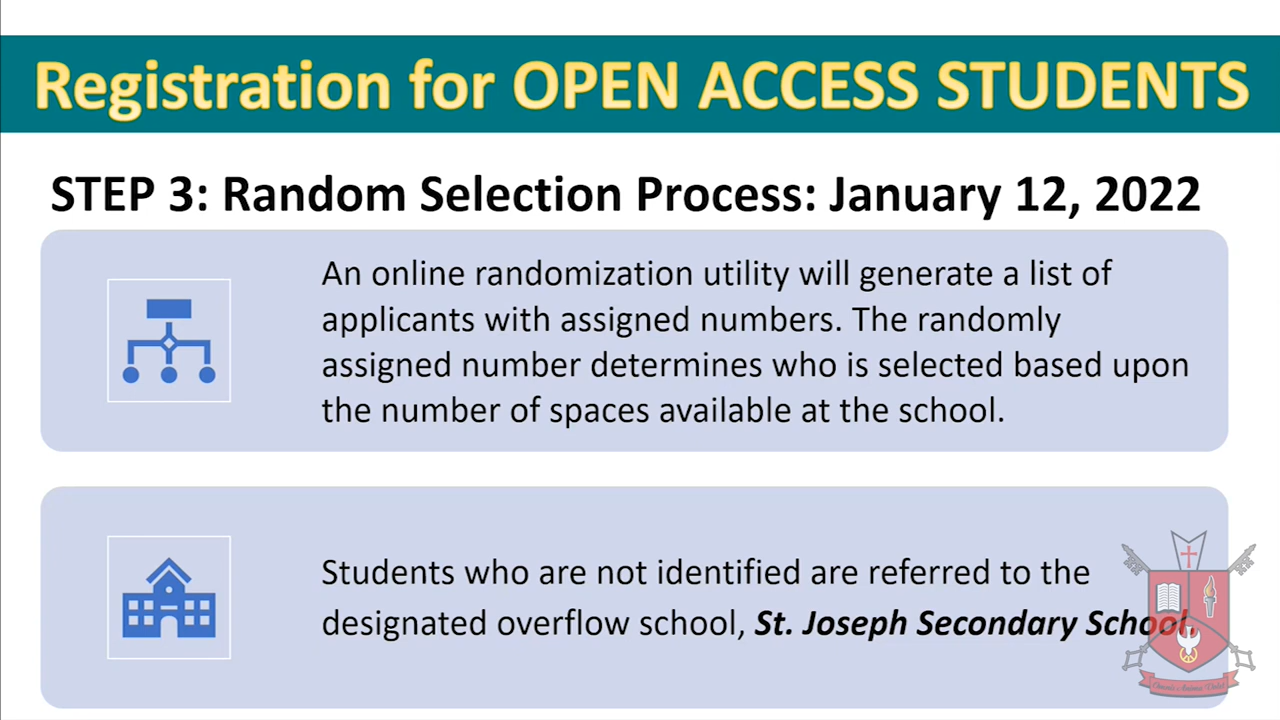 Registration for OPEN ACCESS STUDENTS
STEP 3: Random Selection Process: January 12, 2022
An online randomization utility will generate a list of
applicants with assigned numbers. The randomly
assigned number determines who is selected based upon
the number of spaces available at the school.
Students who are not identified are referred to the
designated overflow school, St. Joseph Secondary School.